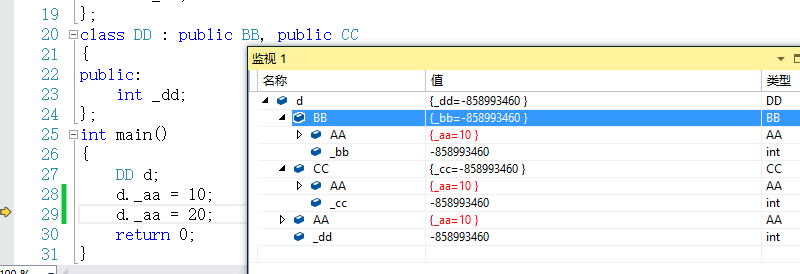 19 };
20 class DD : public BB, public CC
21 {
22 public:
23 int _dd;
24 };
25 int main()
26 {
27 DD d;
28 d._aa = 10;
29 d._aa = 20;
30 return 0;
31 }
100 %
监视 1
名称 值 类型
d {_dd=-858993460 } DD
BB {_bb=-858993460 } BB
AA {_aa=10 } AA
_bb -858993460 int
CC {_cc=-858993460 } CC
AA {_aa=10 } AA
_cc -858993460 int
AA {_aa=10 } AA
_dd -858993460 int